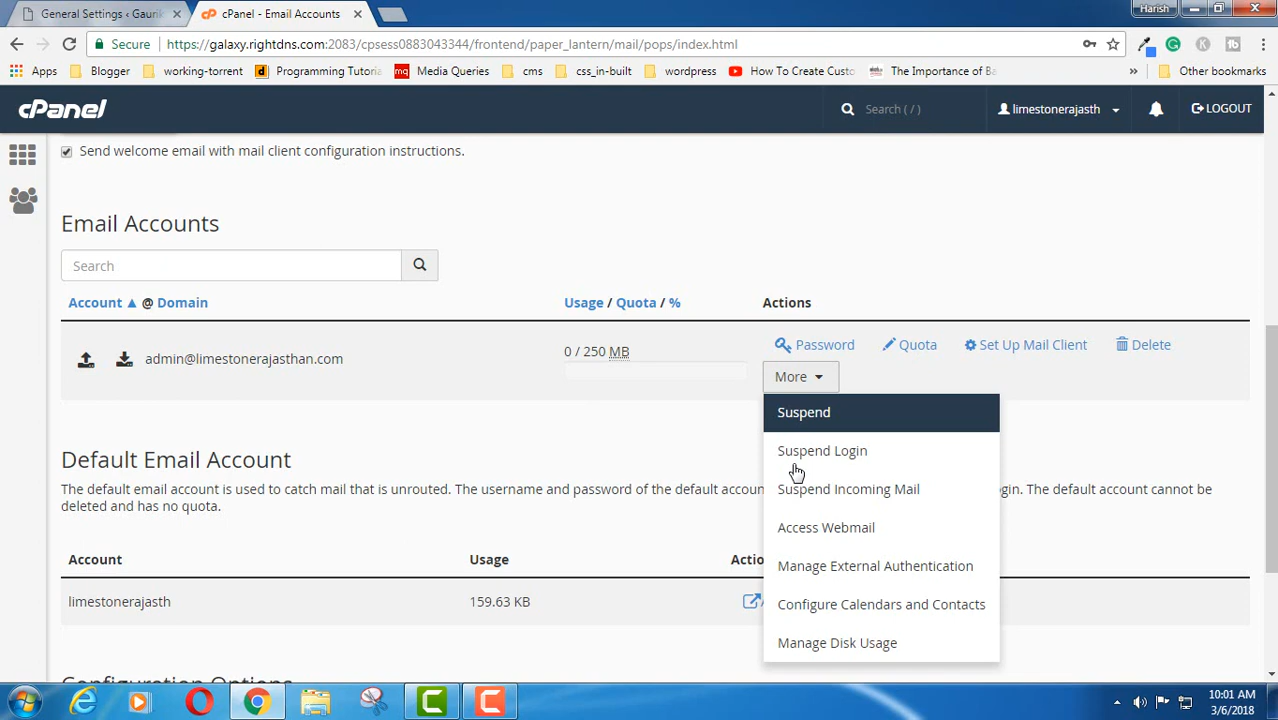 General Settings ‹ Gaurik
cPanel - Email Accounts
Harish
Secure
https://galaxy.rightdns.com:2083/cpsess0883043344/frontend/paper_lantern/mail/pops/index.html
Apps
Blogger
working-torrent
Programming Tutoria
mq Media Queries
cms
css_in-built
wordpress
How To Create Custo
The Importance of Ba
»
Other bookmarks
cPanel
Search ( / )
limestonerajasth
LOGOUT
Send welcome email with mail client configuration instructions.
Email Accounts
Search
Account ▲ @ Domain
Usage / Quota / %
Actions
admin@limestonerajasthan.com
0 / 250 MB
Password
Quota
Set Up Mail Client
Delete
More
Suspend
Suspend Login
Suspend Incoming Mail
Access Webmail
Manage External Authentication
Configure Calendars and Contacts
Manage Disk Usage
Default Email Account
The default email account is used to catch mail that is unrouted. The username and password of the default accou
gin. The default account cannot be
deleted and has no quota.
Account
Usage
Actio
limestonerajasth
159.63 KB
10:01 AM
3/6/2018